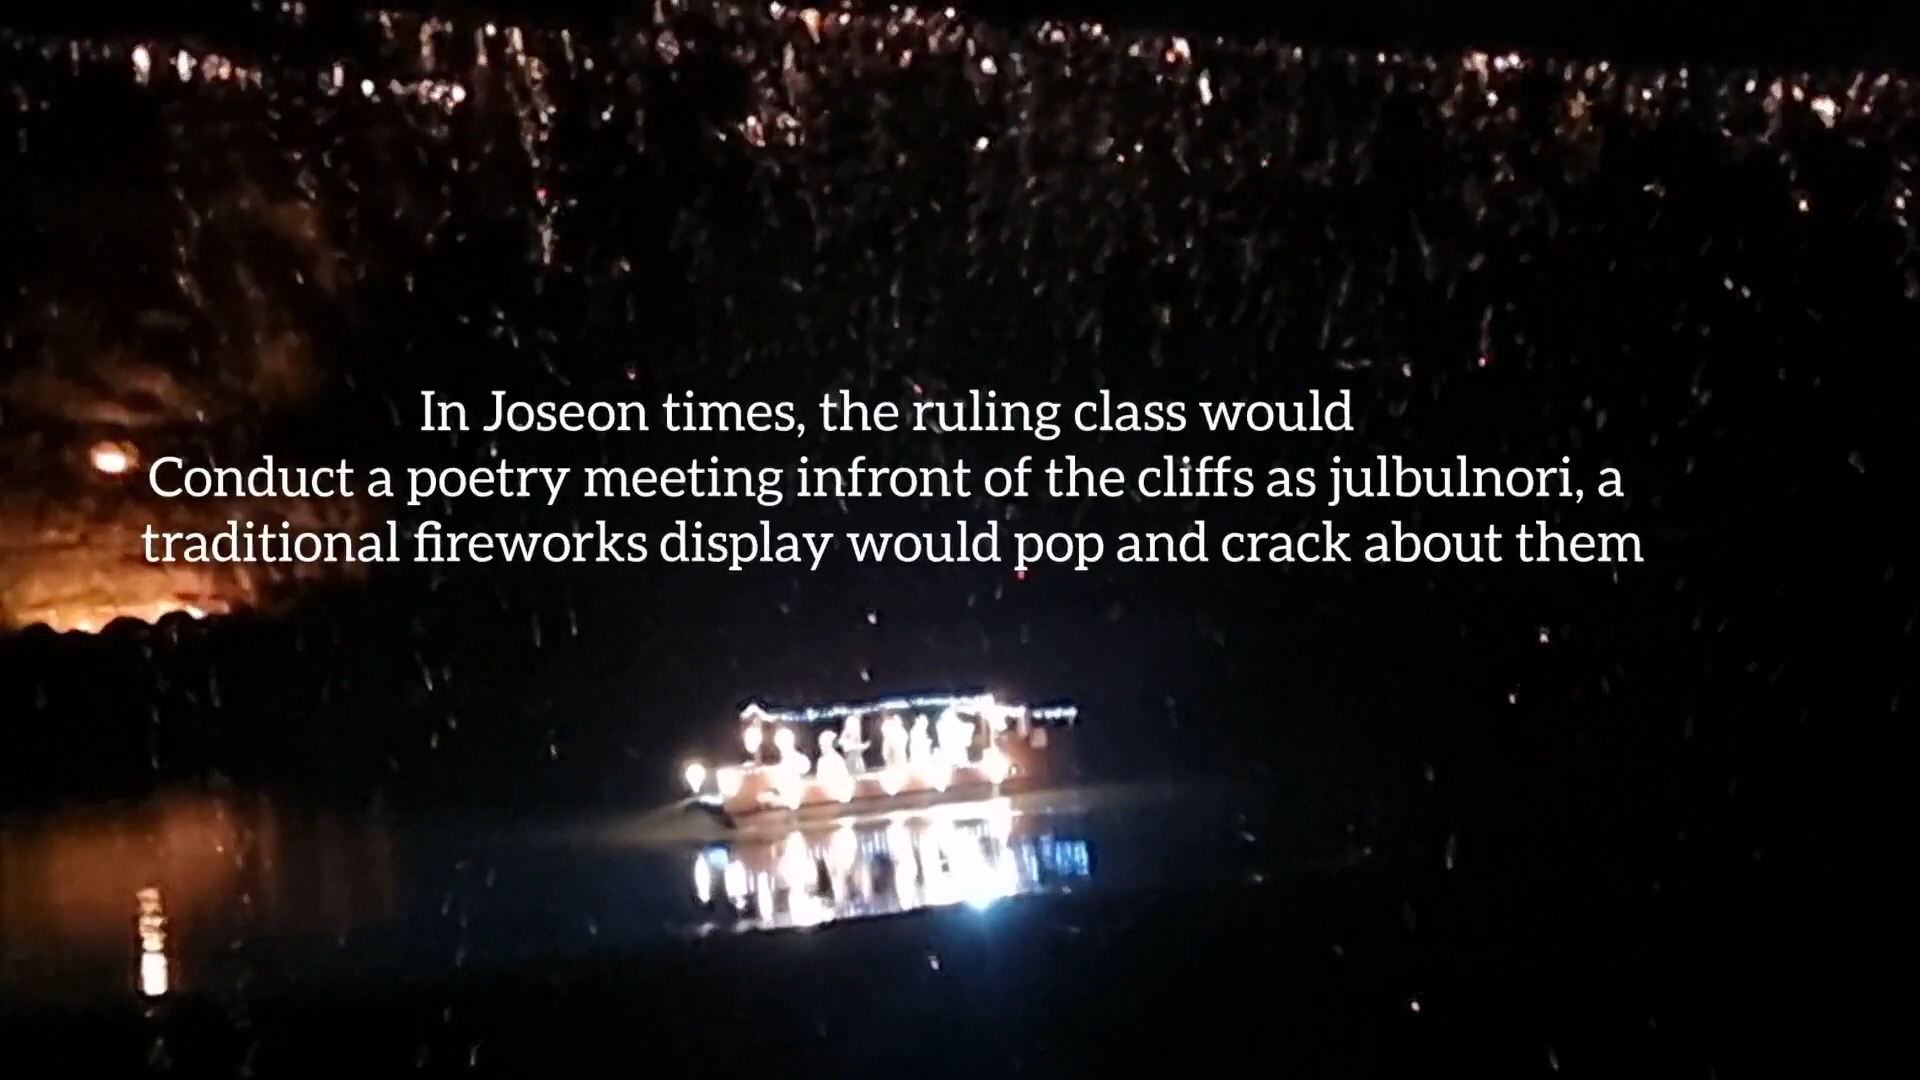 In Joseon times, the ruling class would
Conduct a poetry meeting infront of the cliffs as julbulnori, a
traditional fireworks display would pop and crack about them